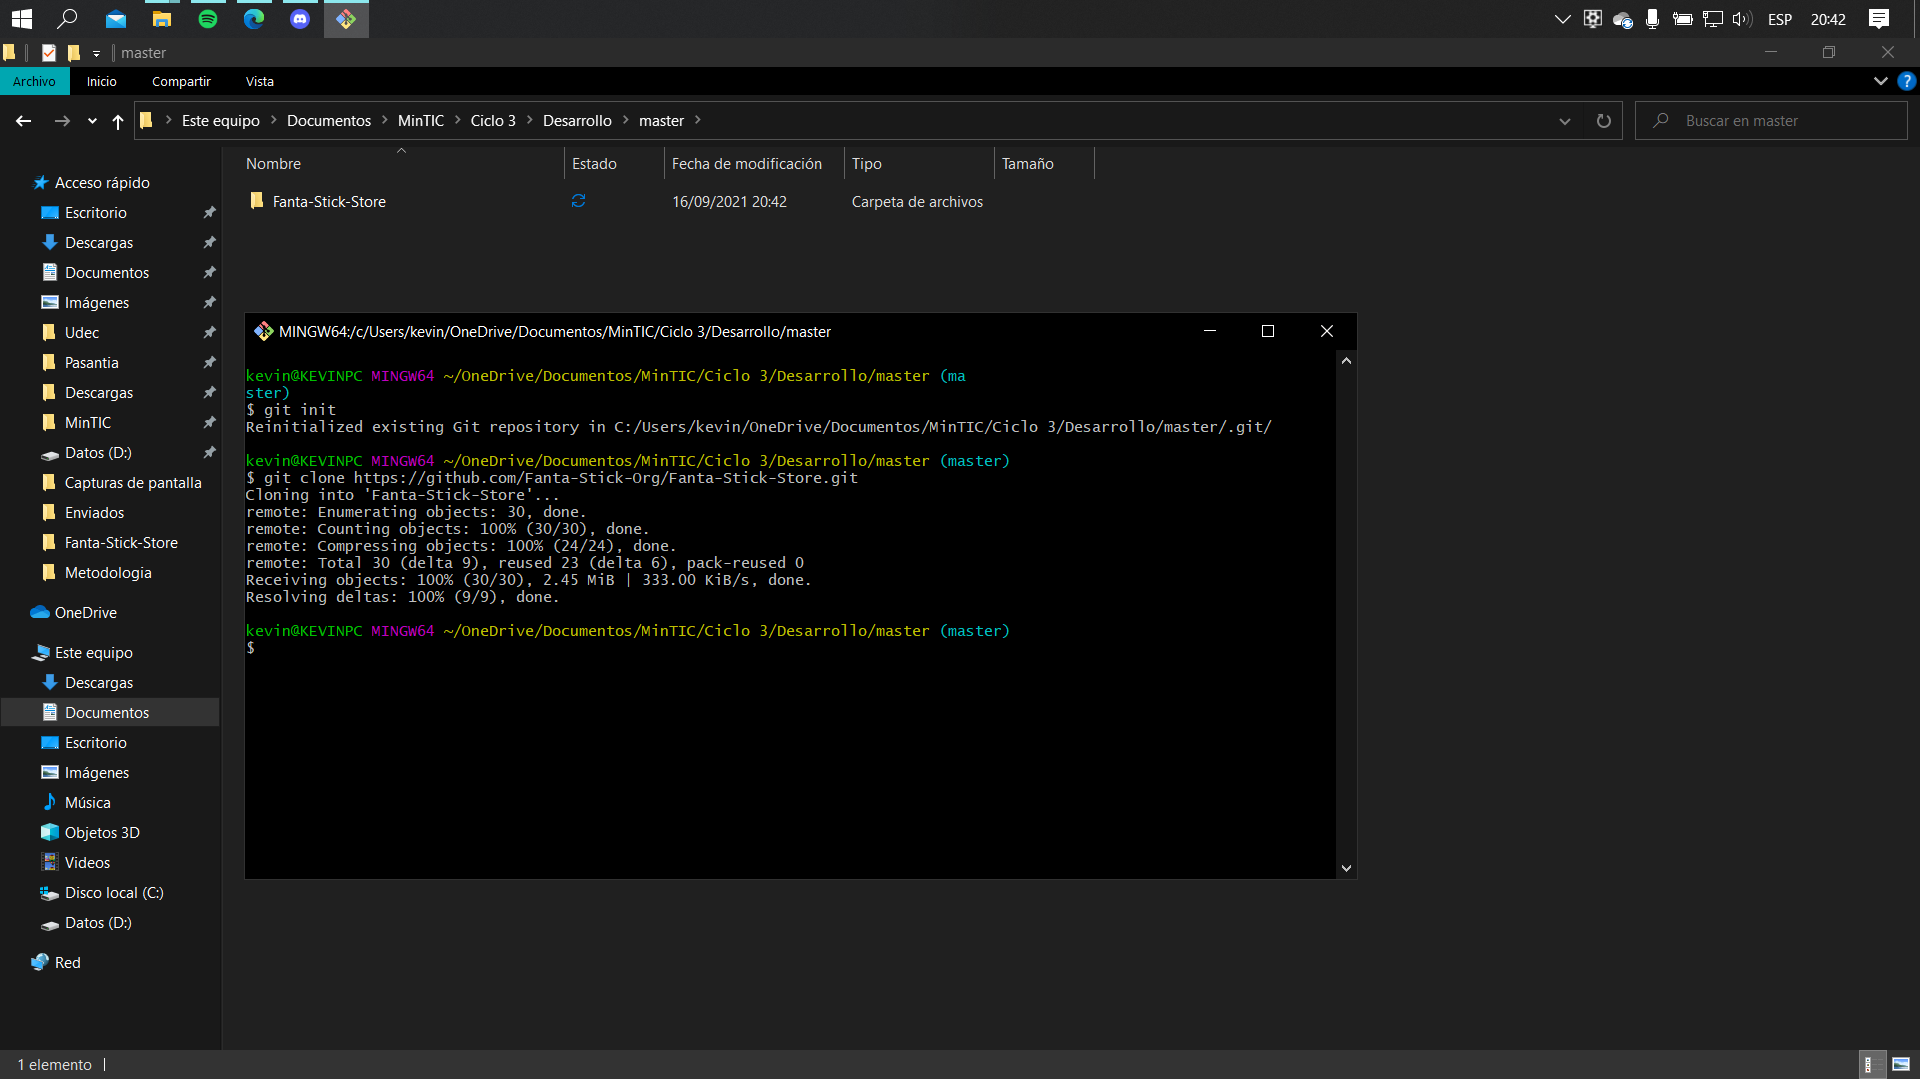 ESP 20:42
master
Archivo Inicio Compartir Vista
Este equipo Documentos MinTIC Ciclo 3 Desarrollo master
Buscar en master
Nombre Estado Fecha de modificación Tipo Tamaño
Fanta-Stick-Store 16/09/2021 20:42 Carpeta de archivos
Acceso rápido
Escritorio
Descargas
Documentos
Imágenes
Udec
Pasantia
Descargas
MinTIC
Datos (D:)
Capturas de pantalla
Enviados
Fanta-Stick-Store
Metodologia
OneDrive
Este equipo
Descargas
Documentos
Escritorio
Imágenes
Música
Objetos 3D
Videos
Disco local (C:)
Datos (D:)
Red
MINGW64:/c/Users/kevin/OneDrive/Documentos/MinTIC/Ciclo 3/Desarrollo/master
kevin@KEVINPC MINGW64 ~/OneDrive/Documentos/MinTIC/Ciclo 3/Desarrollo/master (ma
ster)
$ git init
Reinitialized existing Git repository in C:/Users/kevin/OneDrive/Documentos/MinTIC/Ciclo 3/Desarrollo/master/.git/
kevin@KEVINPC MINGW64 ~/OneDrive/Documentos/MinTIC/Ciclo 3/Desarrollo/master (master)
$ git clone https://github.com/Fanta-Stick-Org/Fanta-Stick-Store.git
Cloning into 'Fanta-Stick-Store'...
remote: Enumerating objects: 30, done.
remote: Counting objects: 100% (30/30), done.
remote: Compressing objects: 100% (24/24), done.
remote: Total 30 (delta 9), reused 23 (delta 6), pack-reused 0
Receiving objects: 100% (30/30), 2.45 MiB | 333.00 KiB/s, done.
Resolving deltas: 100% (9/9), done.
kevin@KEVINPC MINGW64 ~/OneDrive/Documentos/MinTIC/Ciclo 3/Desarrollo/master (master)
$
1 elemento